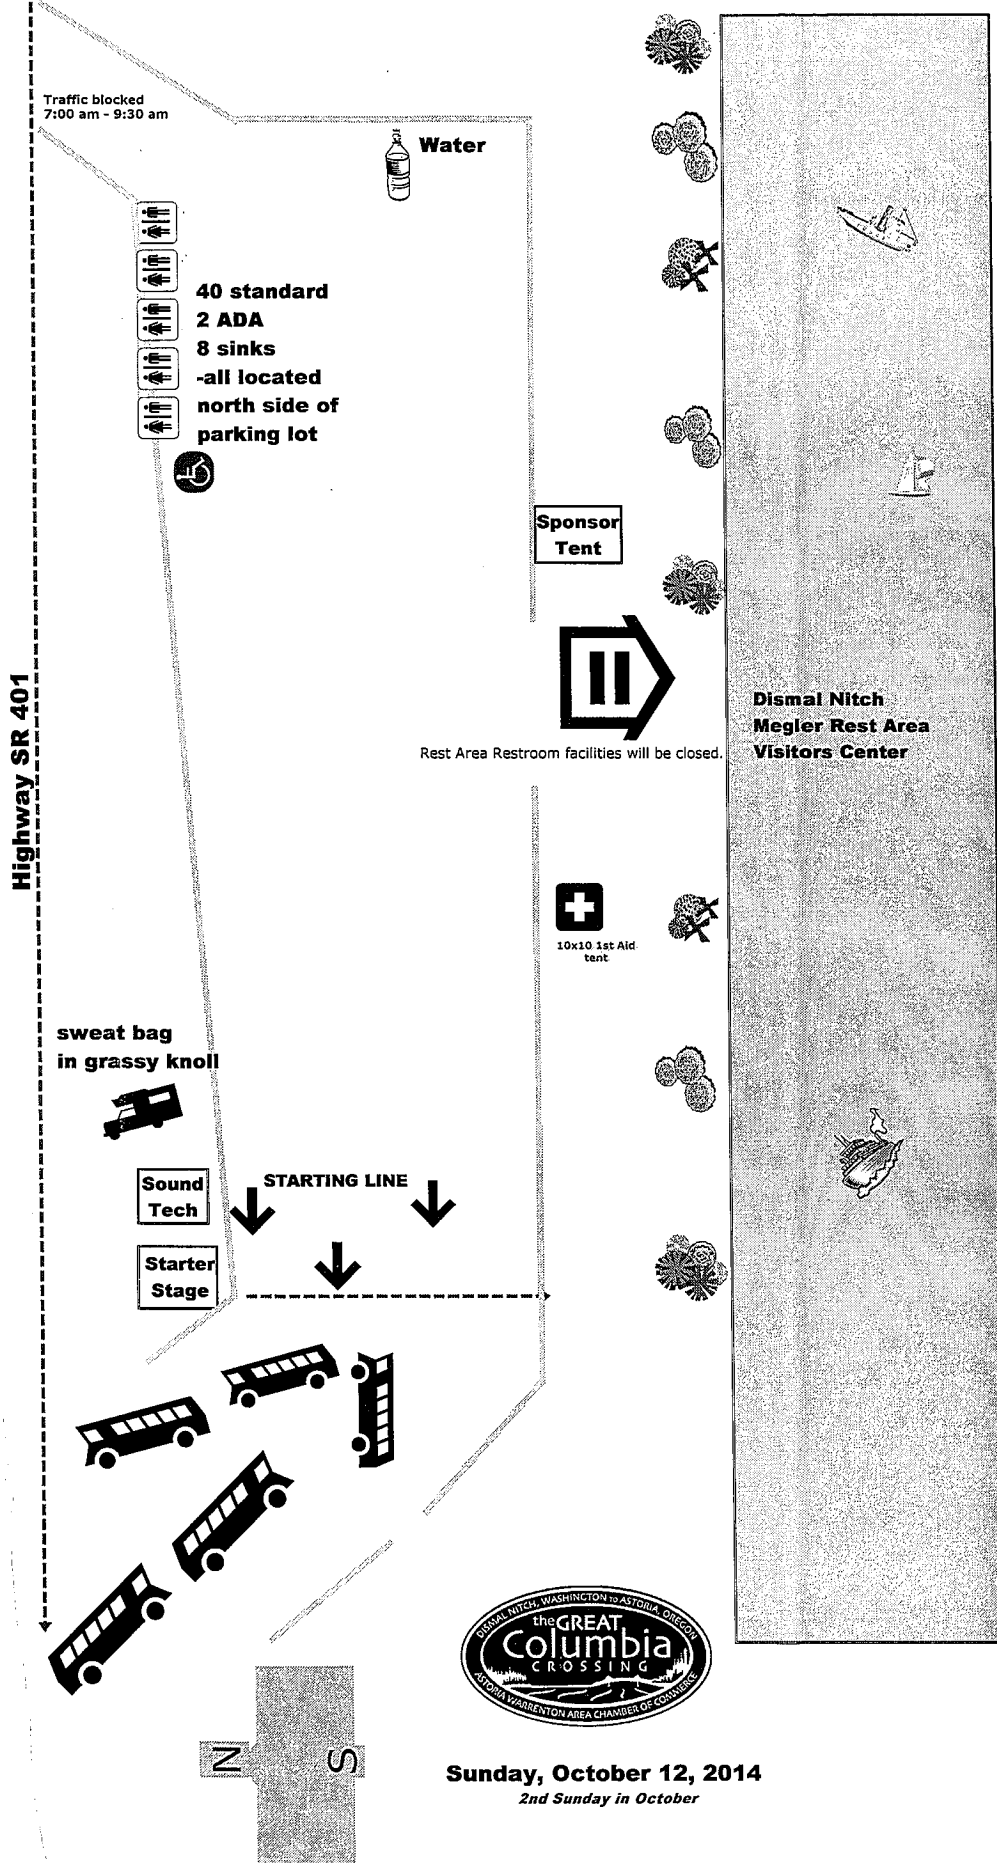 Traffic blocked
7:00 am - 9:30 am
Water
40 standard
2 ADA
8 sinks
-all located
north side of
parking lot
Sponsor
Tent
Highway SR 401
Dismal Nitch
Megler Rest Area
Visitors Center
Rest Area Restroom facilities will be closed.
10x10 1st Aid
tent
sweat bag
in grassy knoll
Sound
Tech
STARTING LINE
Starter
Stage
DISMAL NITCH, WASHINGTON TO ASTORIA, OREGON
the GREAT
Columbia
CROSSING
ASTORIA WARRENTON AREA CHAMBER OF COMMERCE
N
S
Sunday, October 12, 2014
2nd Sunday in October